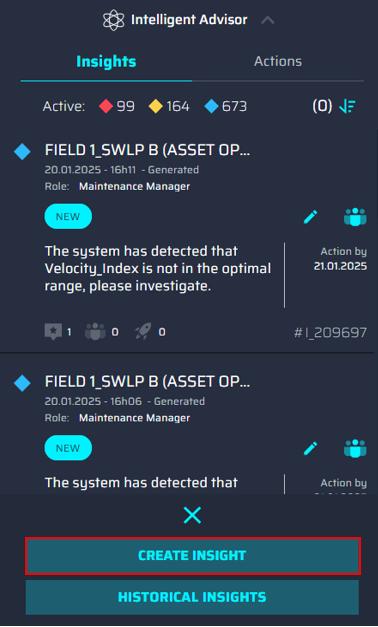 Intelligent Advisor
Insights Actions
Active: 99 164 673 (0)
FIELD 1_SWLP B (ASSET OP...
20.01.2025 - 16h11 - Generated
Role: Maintenance Manager
NEW
The system has detected that
Velocity_Index is not in the optimal
range, please investigate.
Action by
21.01.2025
1 0 0 #I_209697
FIELD 1_SWLP B (ASSET OP...
20.01.2025 - 16h06 - Generated
Role: Maintenance Manager
NEW
The system has detected that
Action by
CREATE INSIGHT
HISTORICAL INSIGHTS